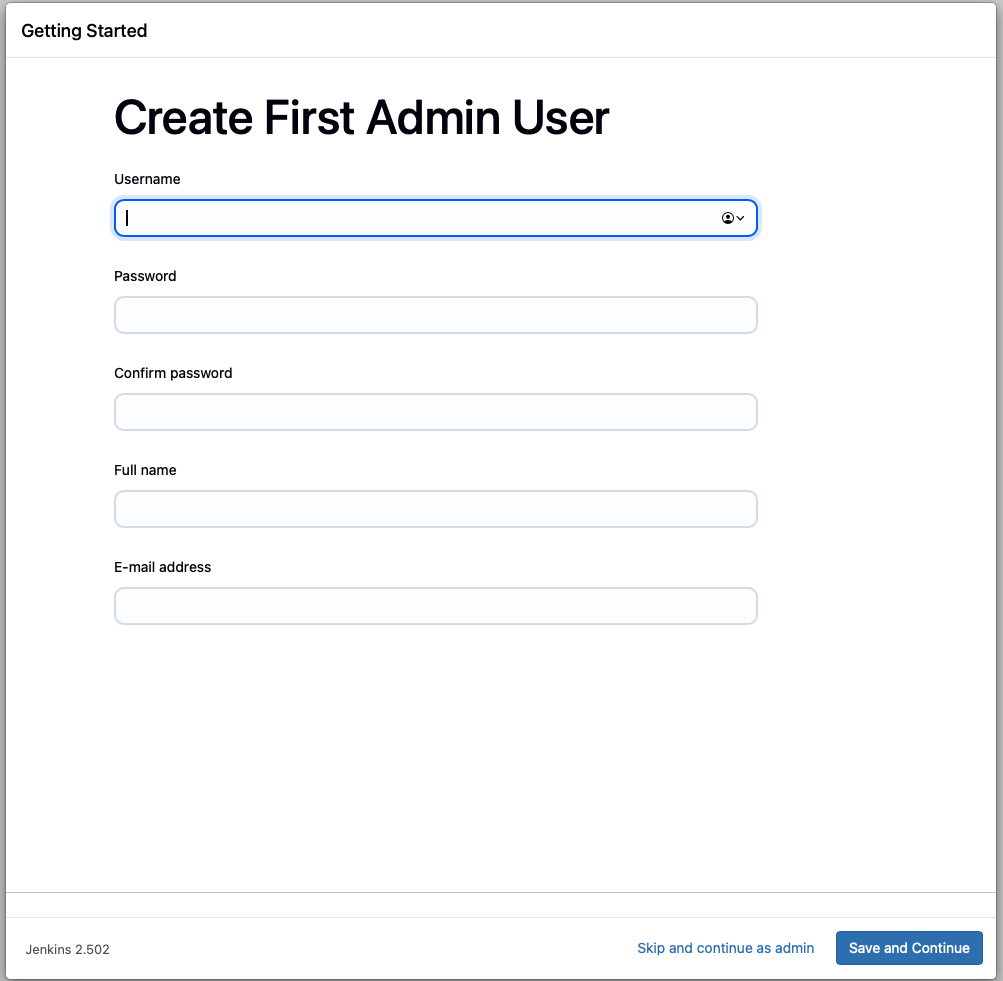 Getting Started
Create First Admin User
Username
Password
Confirm password
Full name
E-mail address
Jenkins 2.502
Skip and continue as admin
Save and Continue